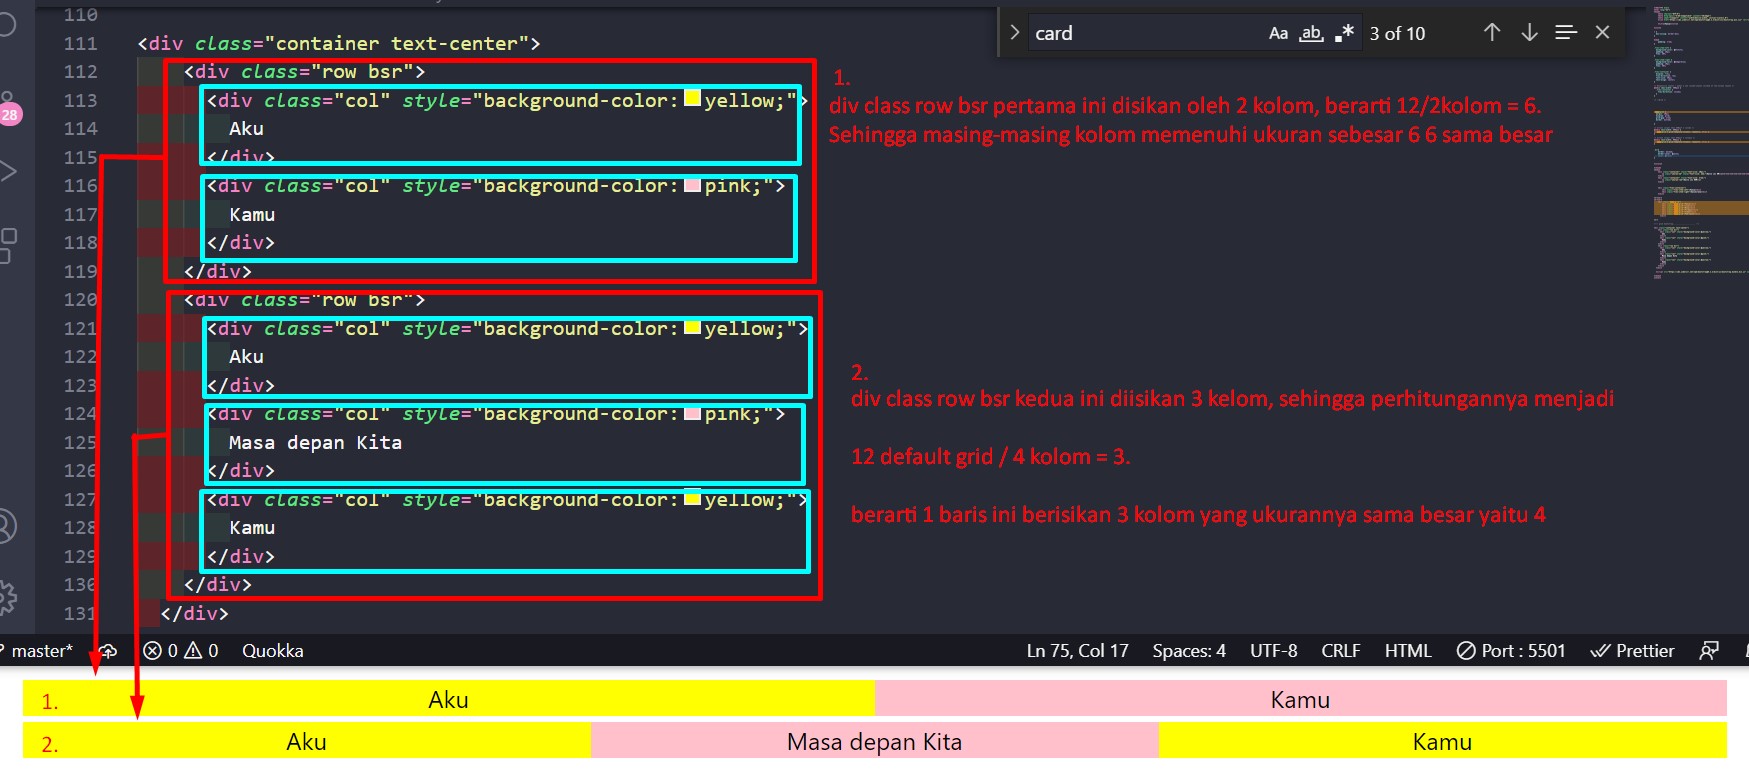 110
card Aa ab .* 3 of 10
111 <div class="container text-center">
112 <div class="row bsr">
113 <div class="col" style="background-color: yellow;">
114 Aku
115 </div>
116 <div class="col" style="background-color: pink;">
117 Kamu
118 </div>
119 </div>
120 <div class="row bsr">
121 <div class="col" style="background-color: yellow;">
122 Aku
123 </div>
124 <div class="col" style="background-color: pink;">
125 Masa depan Kita
126 </div>
127 <div class="col" style="background-color: yellow;">
128 Kamu
129 </div>
130 </div>
131 </div>
28
1.
div class row bsr pertama ini disikan oleh 2 kolom, berarti 12/2kolom = 6.
Sehingga masing-masing kolom memenuhi ukuran sebesar 6 6 sama besar
2.
div class row bsr kedua ini diisikan 3 kelom, sehingga perhitungannya menjadi
12 default grid / 4 kolom = 3.
berarti 1 baris ini berisikan 3 kolom yang ukurannya sama besar yaitu 4
master* 0 0 Quokka Ln 75, Col 17 Spaces: 4 UTF-8 CRLF HTML Port : 5501 Prettier
1. Aku Kamu
2. Aku Masa depan Kita Kamu